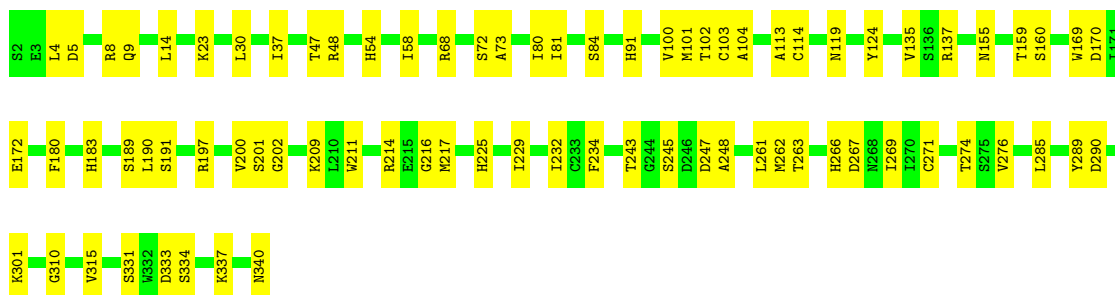 S2 E3 L4 D5 R8 Q9 L14 K23 L30 I37 T47 R48 H54 I58 R68 S72 A73 I80 I81 S84 H91 V100 M101 T102 C103 A104 A113 C114 N119 Y124 V135 S136 R137 N155 T159 S160 W169 D170 I171
E172 F180 H183 S189 L190 S191 R197 V200 S201 G202 K209 L210 W211 R214 E215 G216 M217 H225 I229 I232 C233 F234 T243 G244 S245 D246 D247 A248 L261 M262 T263 H266 D267 N268 I269 I270 C271 T274 S275 V276 L285 Y289 D290
K301 G310 V315 S331 W332 D333 S334 K337 N340